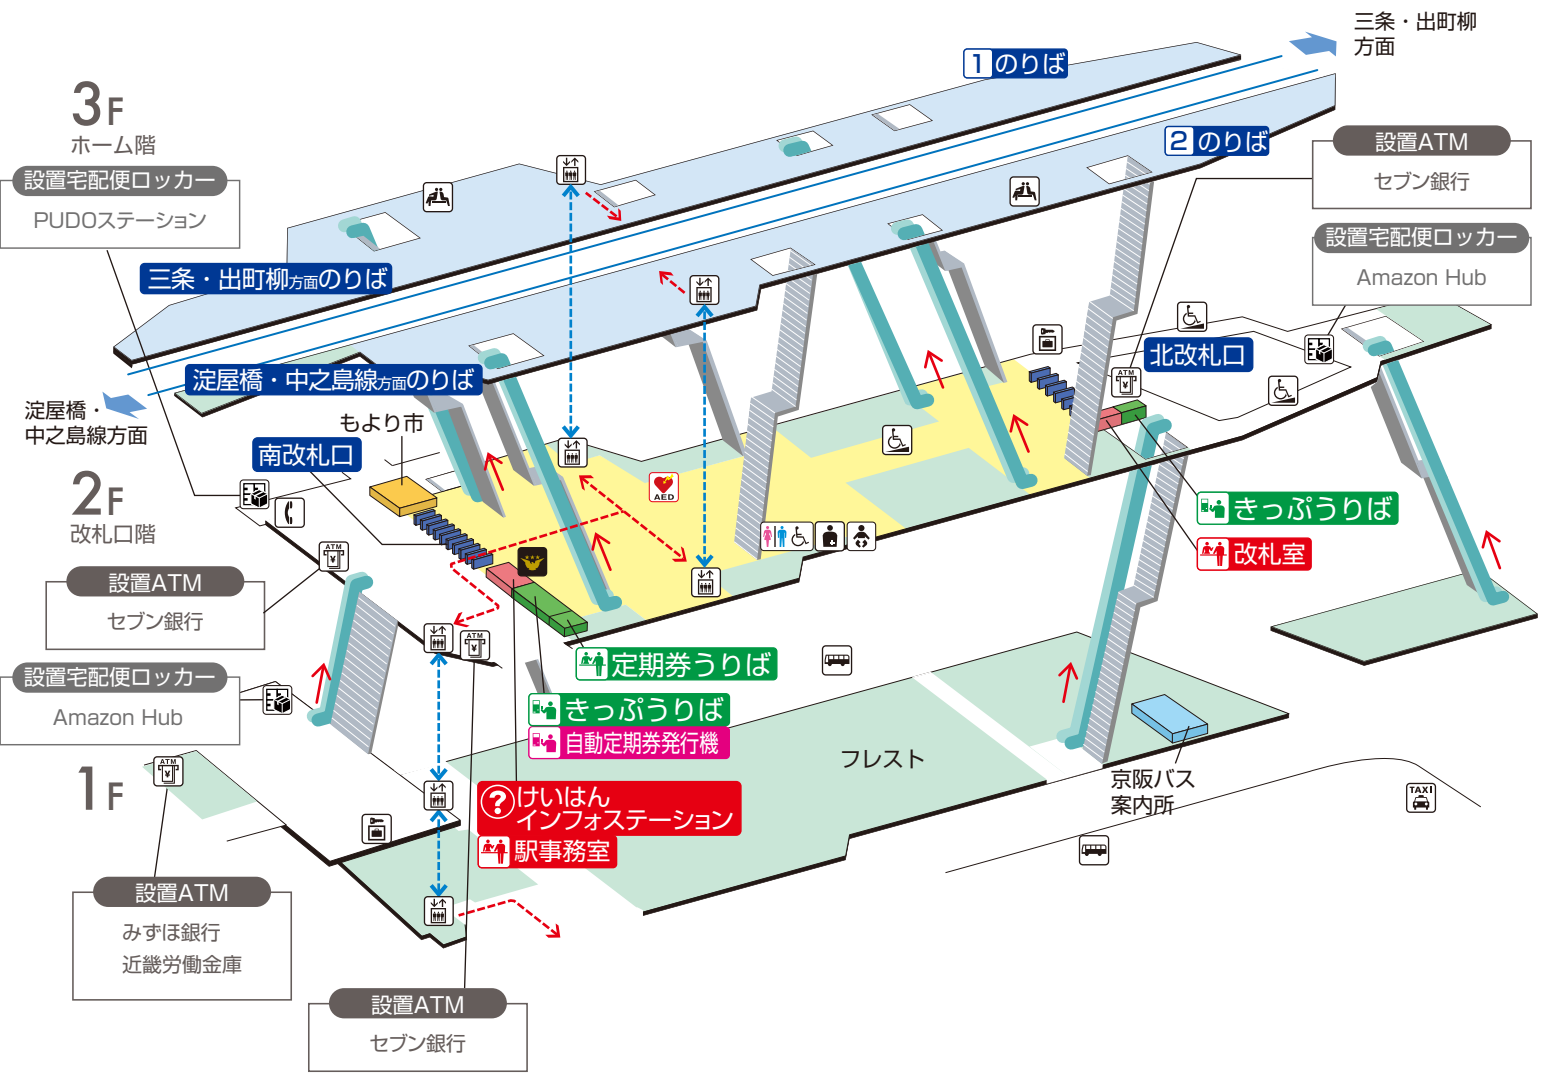 三条・出町柳
方面
1 のりば
2 のりば
3F
ホーム階
設置宅配便ロッカー
PUDOステーション
設置ATM
セブン銀行
設置宅配便ロッカー
Amazon Hub
三条・出町柳方面のりば
淀屋橋・中之島線方面のりば
淀屋橋・
中之島線方面
北改札口
ATM
もより市
南改札口
2F
改札口階
AED
きっぷうりば
改札室
ATM
設置ATM
セブン銀行
ATM
定期券うりば
設置宅配便ロッカー
Amazon Hub
きっぷうりば
自動定期券発行機
フレスト
京阪バス
案内所
TAXI
1F
ATM
?けいはん
インフォステーション
駅事務室
設置ATM
みずほ銀行
近畿労働金庫
設置ATM
セブン銀行